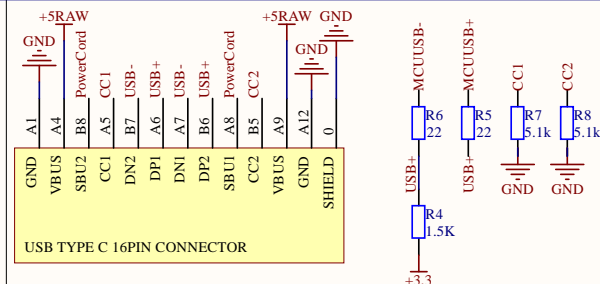 +5RAW
GND
GND
+5RAW
GND
PowerCord
CC1
USB-
USB+
USB-
USB+
PowerCord
CC2
A1
A4
B8
A5
B7
A6
A7
B6
A8
B5
A9
A12
0
GND
VBUS
SBU2
CC1
DN2
DP1
DN1
DP2
SBU1
CC2
VBUS
GND
SHIELD
USB TYPE C 16PIN CONNECTOR
MCUUSB-
MCUUSB+
CC1
CC2
R6
22
R5
22
R7
5.1k
R8
5.1k
USB+
USB+
GND
GND
R4
1.5K
+3.3